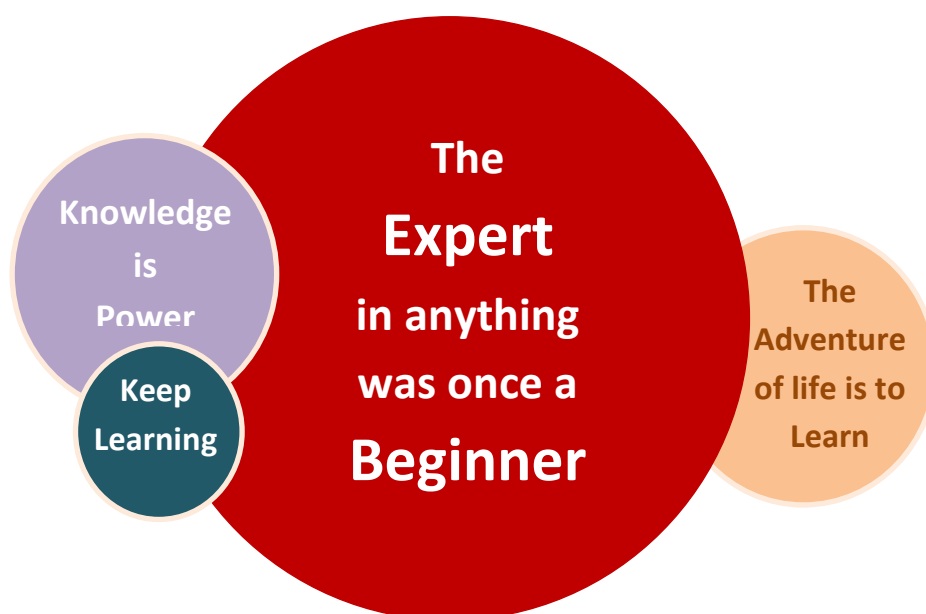 Knowledge
is
Power
Keep
Learning
The
Expert
in anything
was once a
Beginner
The
Adventure
of life is to
Learn